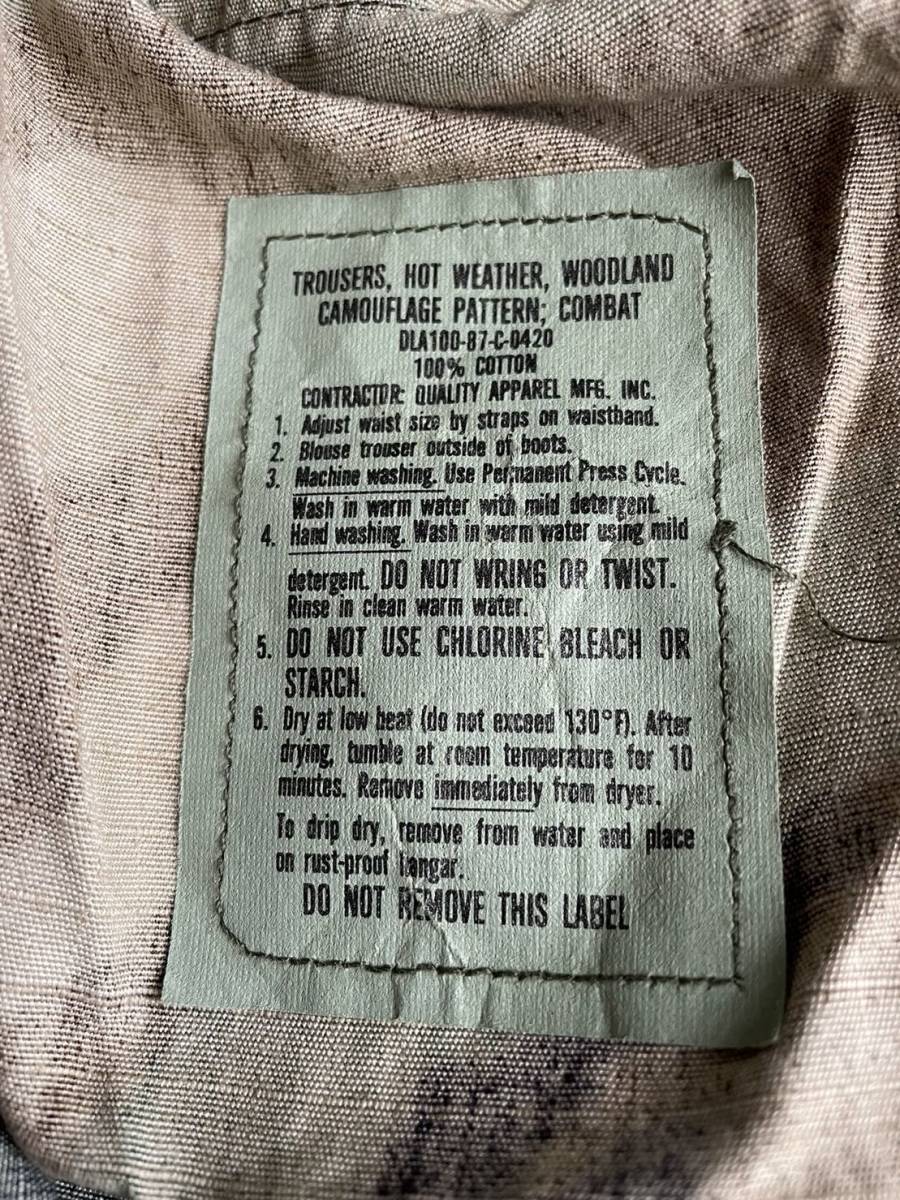 TROUSERS, HOT WEATHER, WOODLAND
CAMOUFLAGE PATTERN; COMBAT
DLA100-87-C-0420
100% COTTON
CONTRACTOR: QUALITY APPAREL MFG. INC.
1. Adjust waist size by straps on waistband.
2. Blouse trouser outside of boots.
3. Machine washing. Use Permanent Press Cycle.
Wash in warm water with mild detergent.
4. Hand washing. Wash in warm water using mild
detergent. DO NOT WRING OR TWIST.
Rinse in clean warm water.
5. DO NOT USE CHLORINE BLEACH OR
STARCH.
6. Dry at low heat (do not exceed 130°F). After
drying, tumble at room temperature for 10
minutes. Remove immediately from dryer.
To drip dry, remove from water and place
on rust-proof hangar.
DO NOT REMOVE THIS LABEL